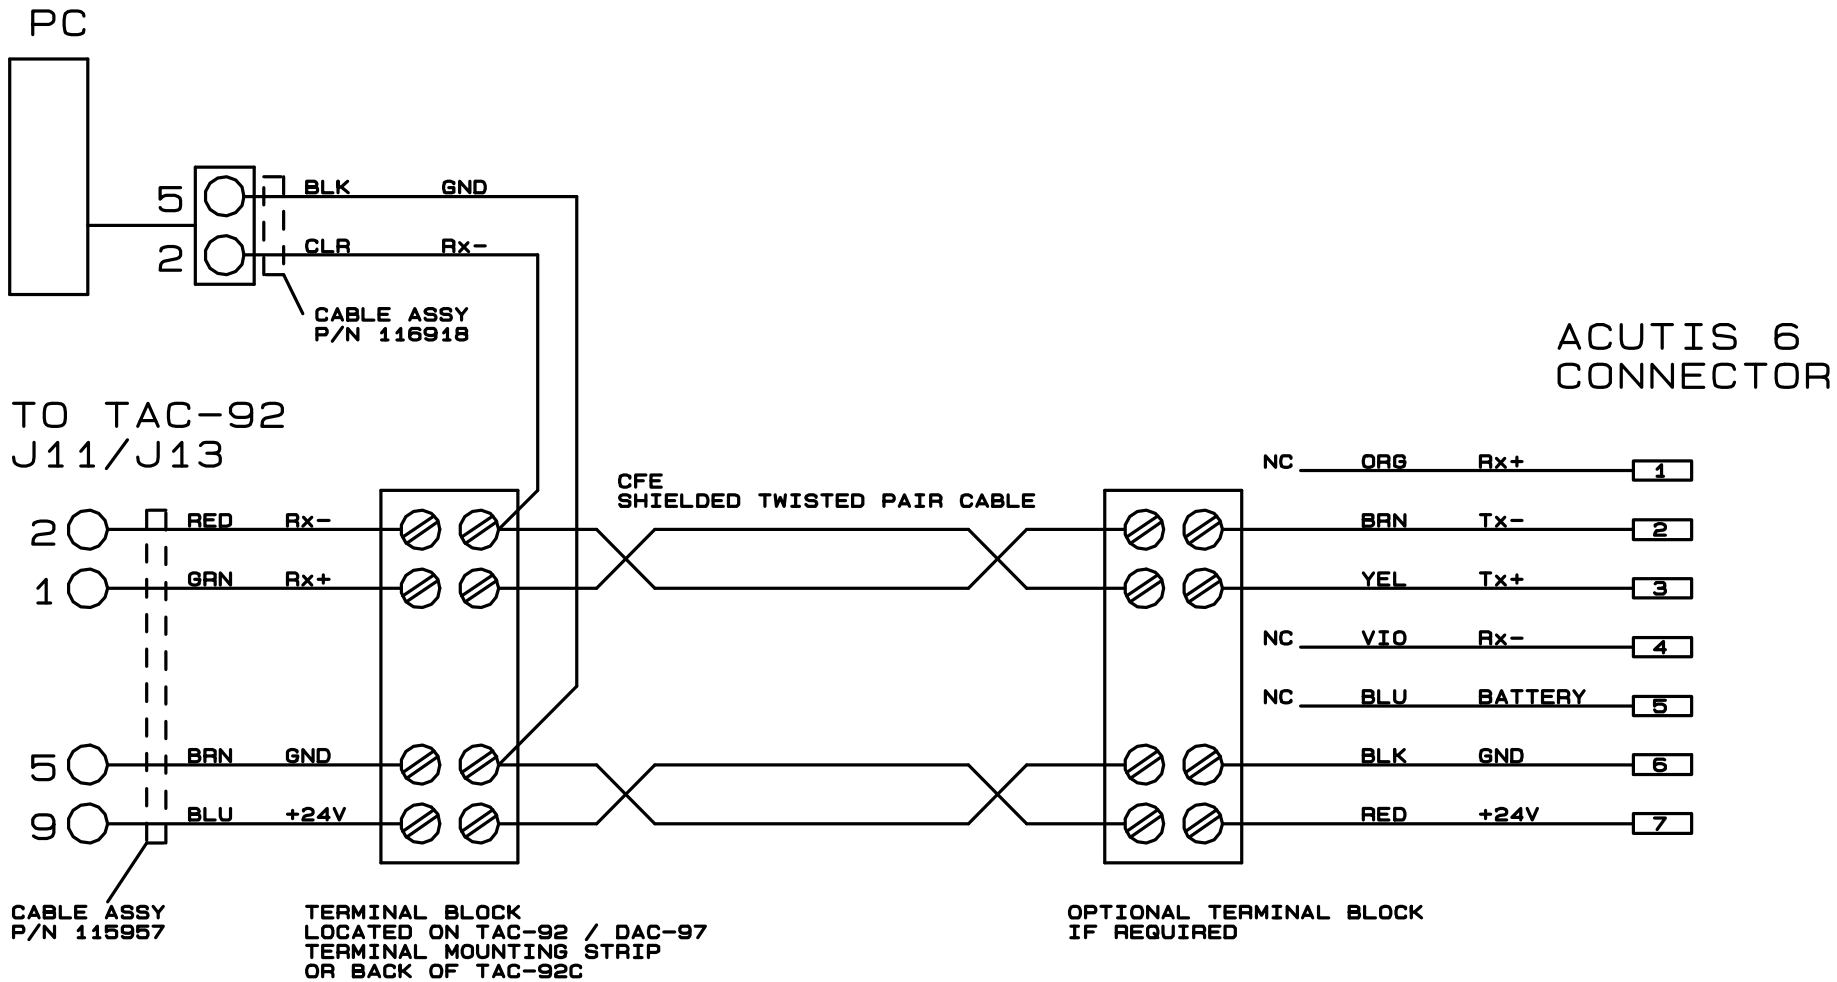 PC
5
BLK GND
2
CLR Rx-
CABLE ASSY
P/N 116918
ACUTIS 6
CONNECTOR
TO TAC-92
J11/J13
CFE
SHIELDED TWISTED PAIR CABLE
NC ORG Rx+ 1
2 RED Rx-
BRN Tx- 2
1 GRN Rx+
YEL Tx+ 3
NC VIO Rx- 4
NC BLU BATTERY 5
5 BRN GND
BLK GND 6
9 BLU +24V
RED +24V 7
CABLE ASSY
P/N 115957
TERMINAL BLOCK
LOCATED ON TAC-92 / DAC-97
TERMINAL MOUNTING STRIP
OR BACK OF TAC-92C
OPTIONAL TERMINAL BLOCK
IF REQUIRED